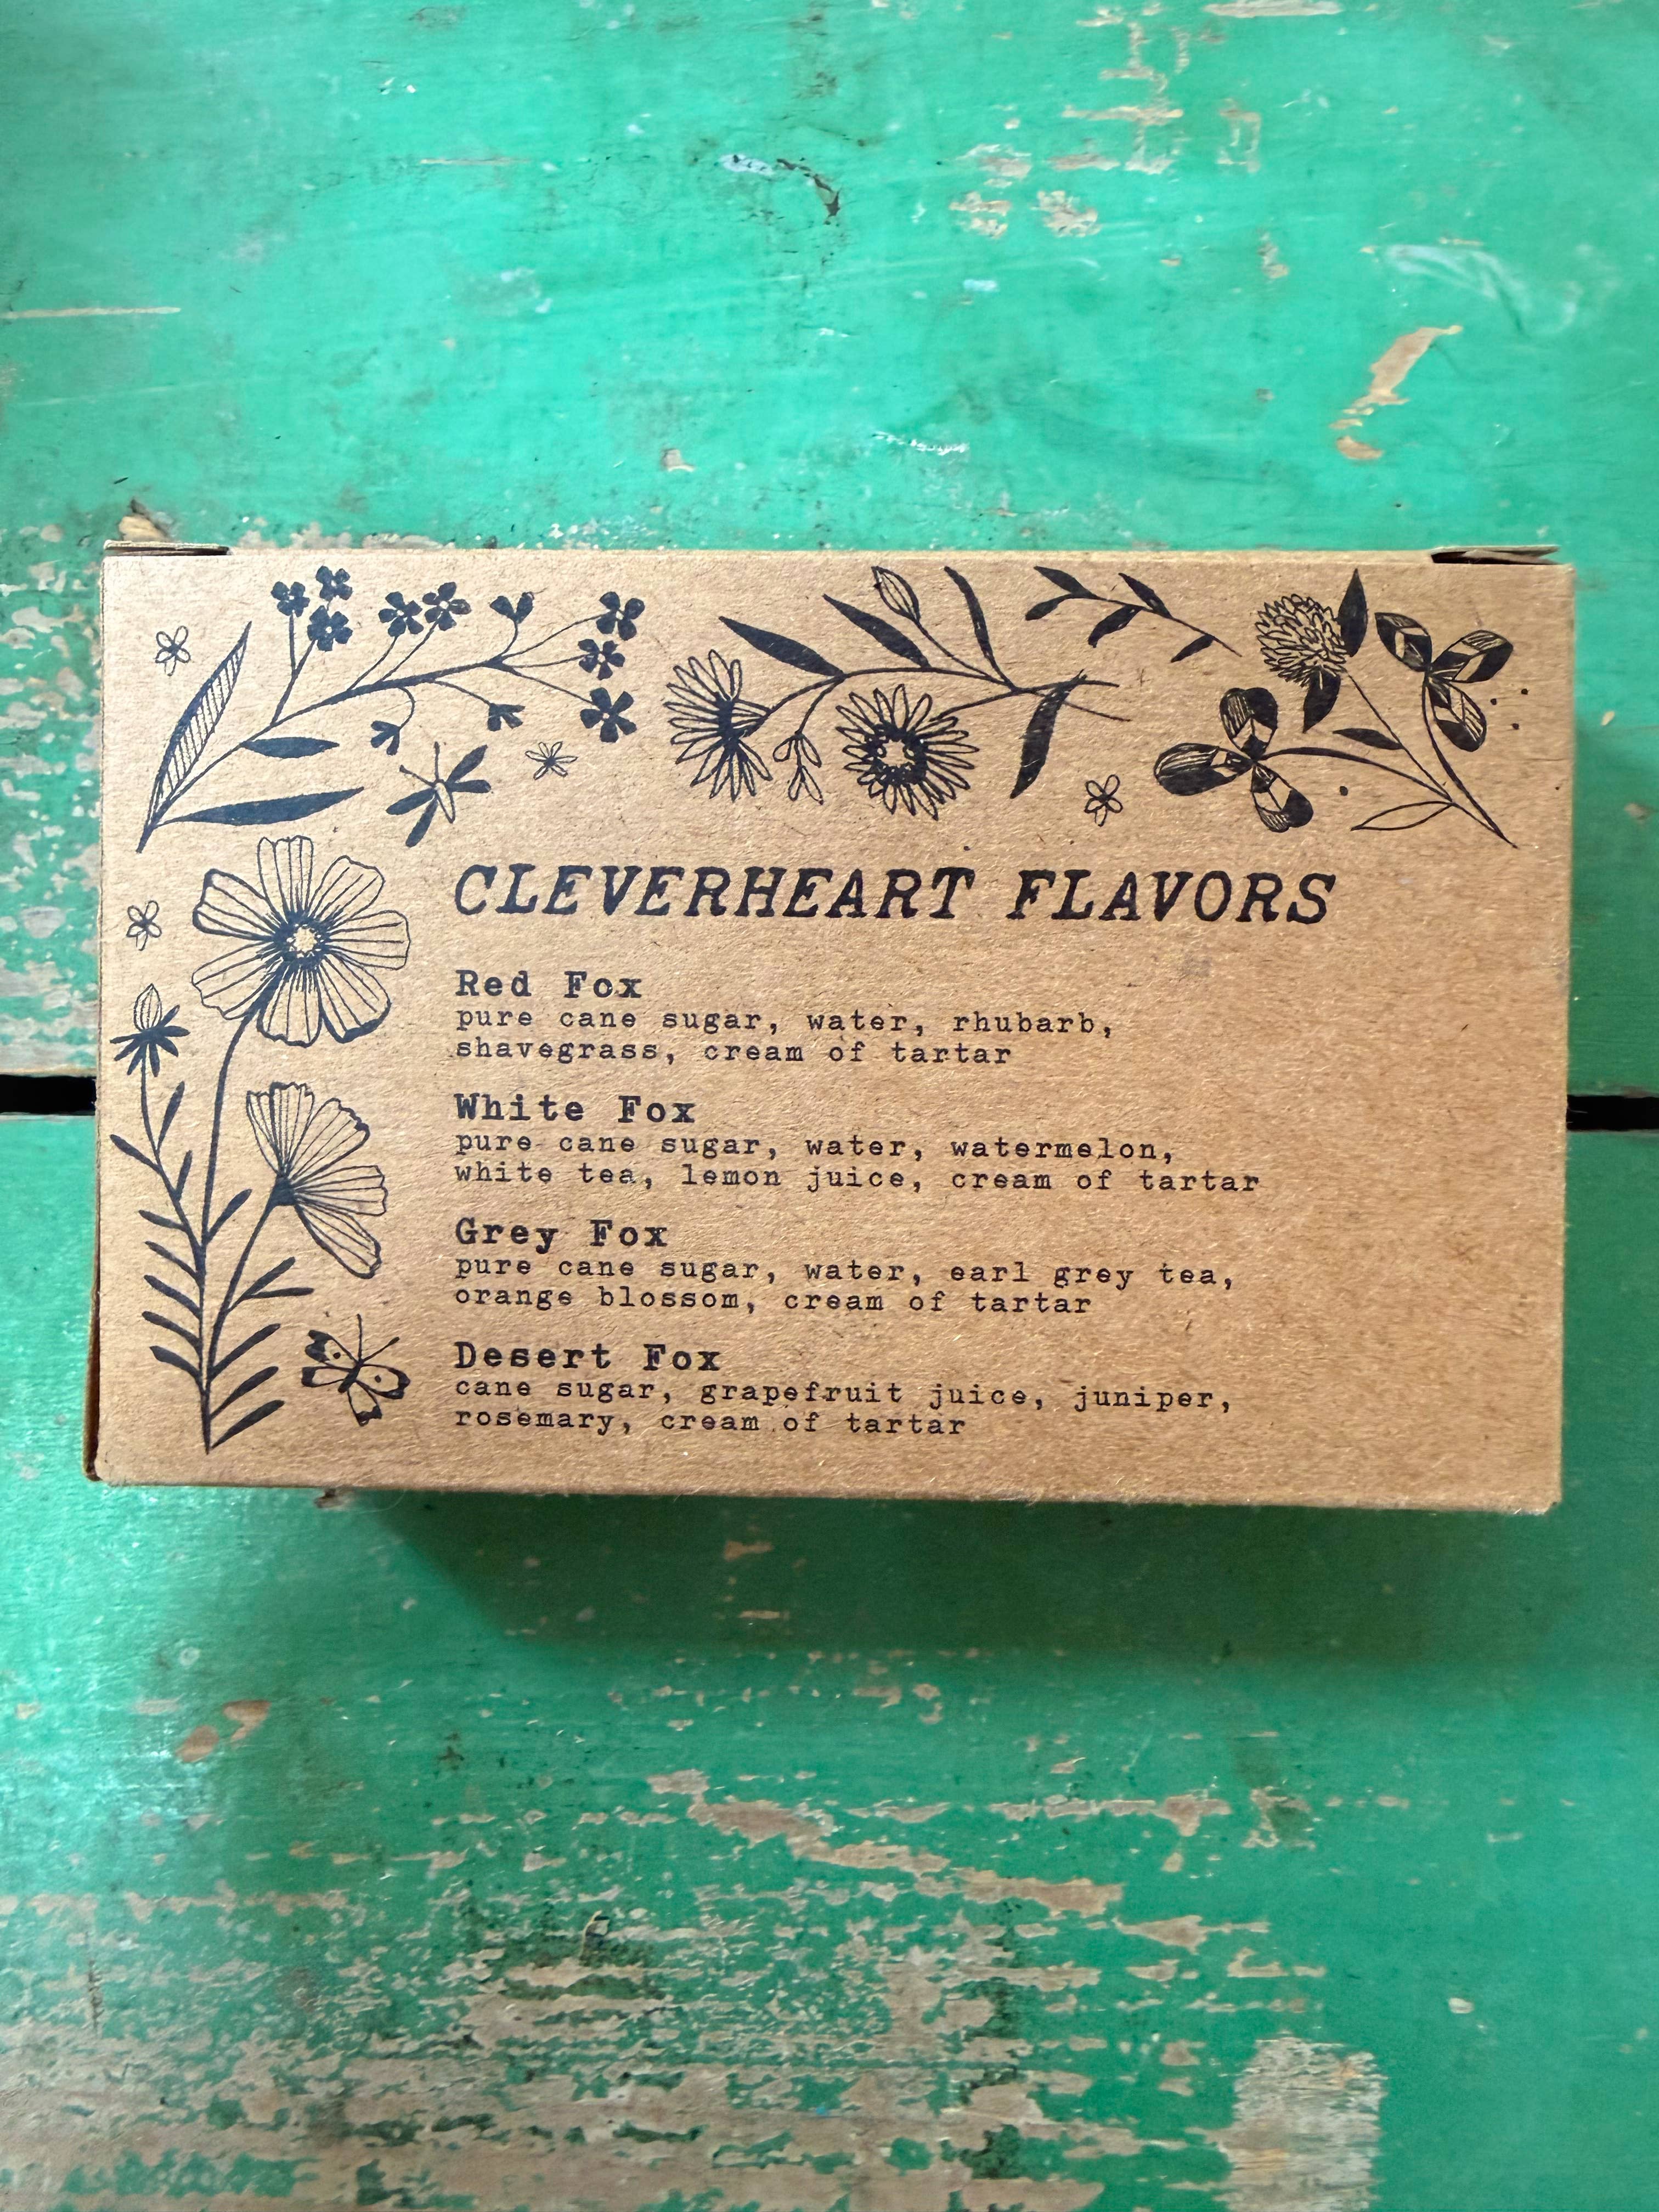 CLEVERHEART FLAVORS
Red Fox
pure cane sugar, water, rhubarb,
shavegrass, cream of tartar
White Fox
pure cane sugar, water, watermelon,
white tea, lemon juice, cream of tartar
Grey Fox
pure cane sugar, water, earl grey tea,
orange blossom, cream of tartar
Desert Fox
cane sugar, grapefruit juice, juniper,
rosemary, cream of tartar